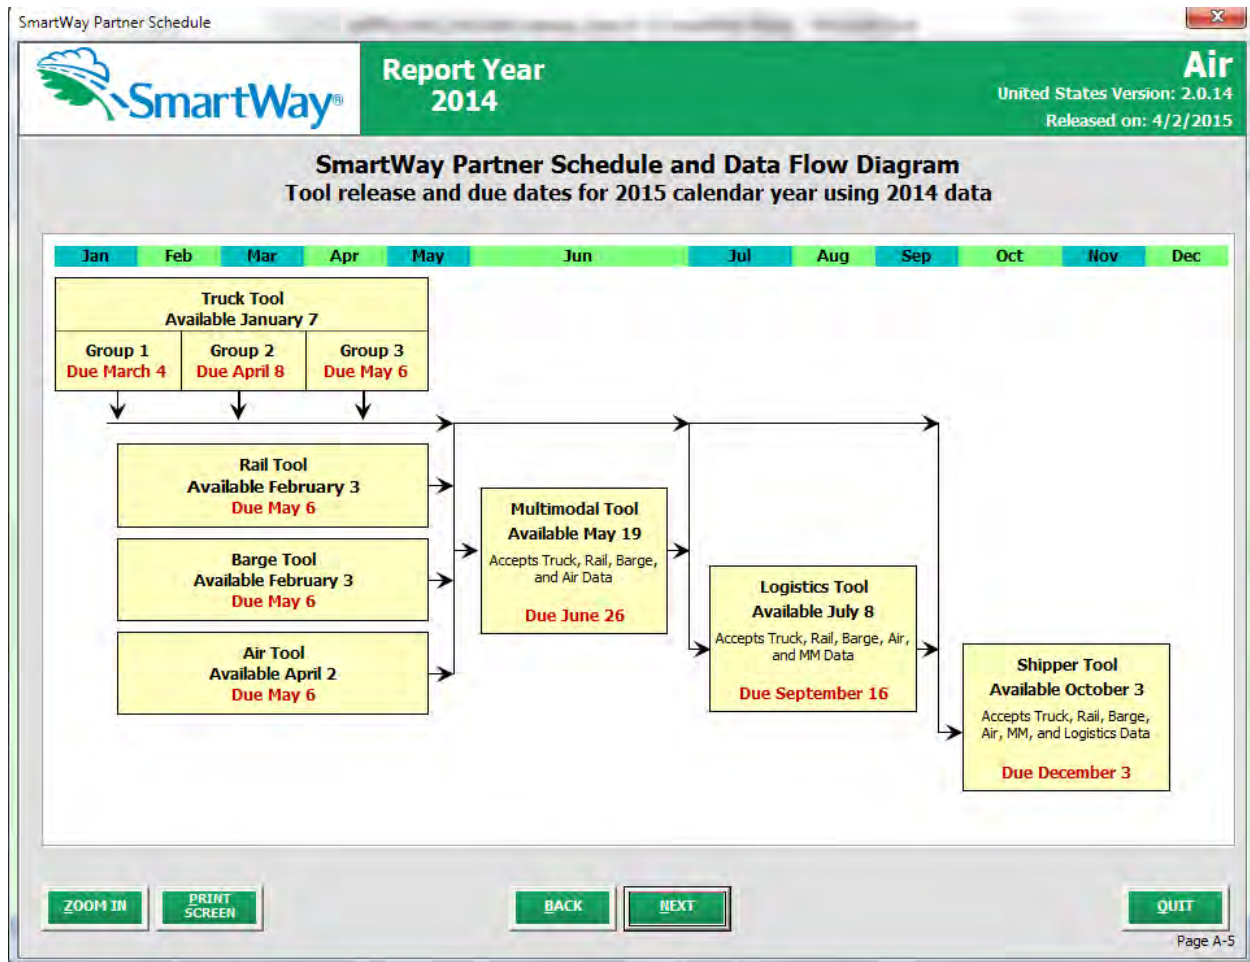 SmartWay Partner Schedule
SmartWay®
Report Year
2014
Air
United States Version: 2.0.14
Released on: 4/2/2015
SmartWay Partner Schedule and Data Flow Diagram
Tool release and due dates for 2015 calendar year using 2014 data
Jan Feb Mar Apr May Jun Jul Aug Sep Oct Nov Dec
Truck Tool
Available January 7
Group 1
Due March 4
Group 2
Due April 8
Group 3
Due May 6
Rail Tool
Available February 3
Due May 6
Barge Tool
Available February 3
Due May 6
Air Tool
Available April 2
Due May 6
Multimodal Tool
Available May 19
Accepts Truck, Rail, Barge,
and Air Data
Due June 26
Logistics Tool
Available July 8
Accepts Truck, Rail, Barge, Air,
and MM Data
Due September 16
Shipper Tool
Available October 3
Accepts Truck, Rail, Barge,
Air, MM, and Logistics Data
Due December 3
ZOOM IN
PRINT
SCREEN
BACK
NEXT
QUIT
Page A-5